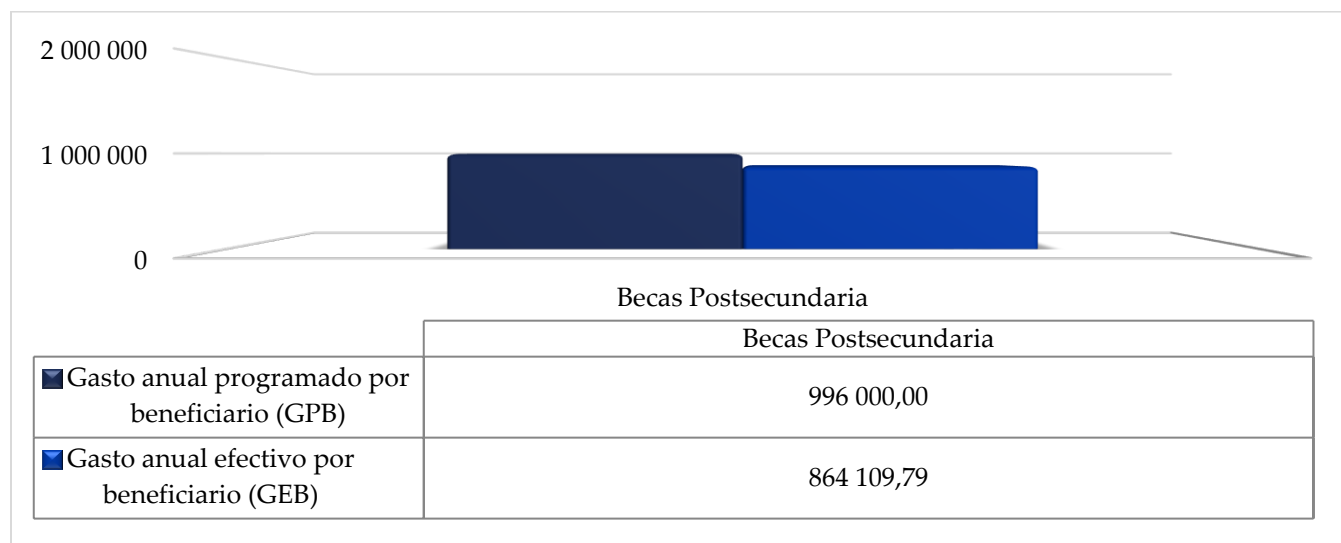 2 000 000
1 000 000
0
Becas Postsecundaria
Becas Postsecundaria
Gasto anual programado por
beneficiario (GPB)
996 000,00
Gasto anual efectivo por
beneficiario (GEB)
864 109,79